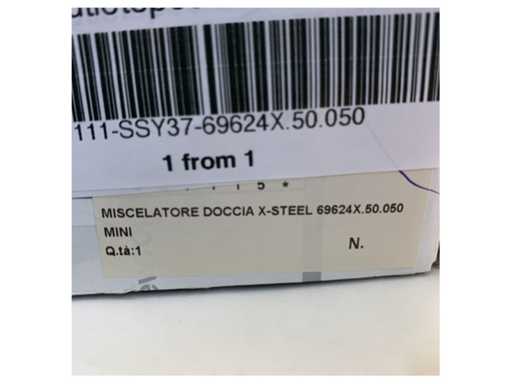 111-SSY37-69624X.50.050
1 from 1
MISCELATORE DOCCIA X-STEEL 69624X.50.050
MINI
Q.tà:1 N.